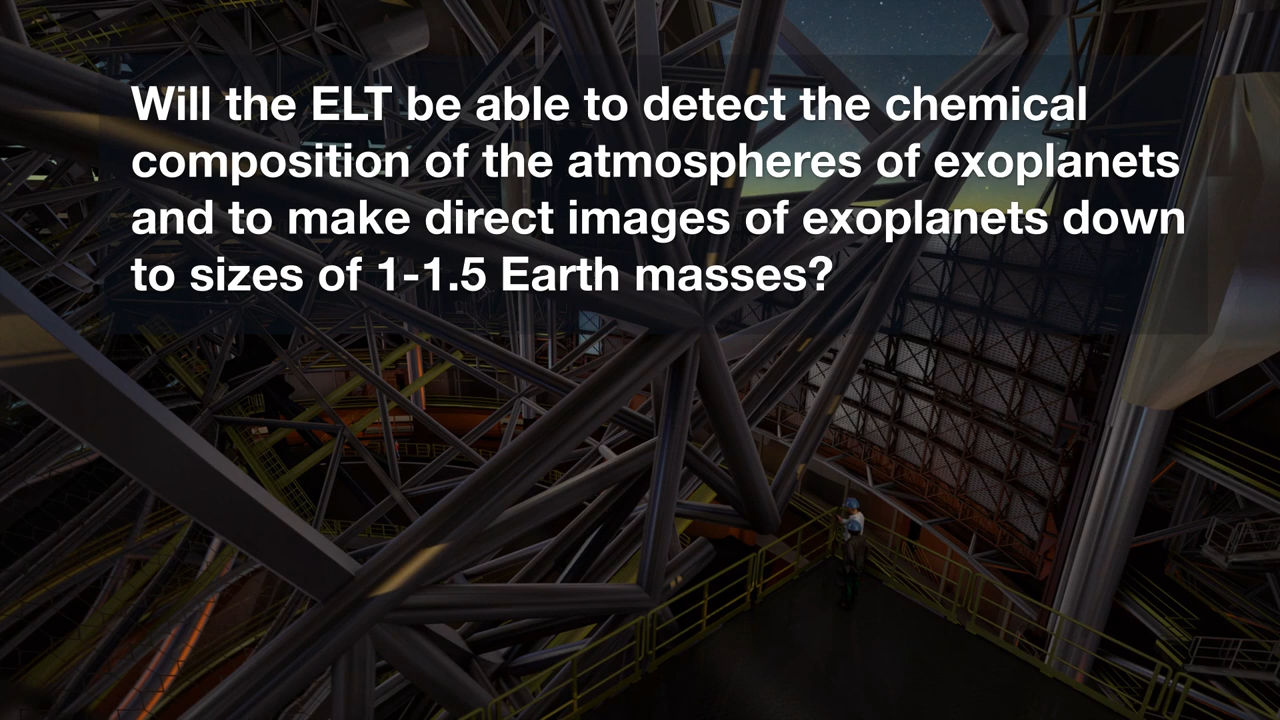 Will the ELT be able to detect the chemical
composition of the atmospheres of exoplanets
and to make direct images of exoplanets down
to sizes of 1-1.5 Earth masses?